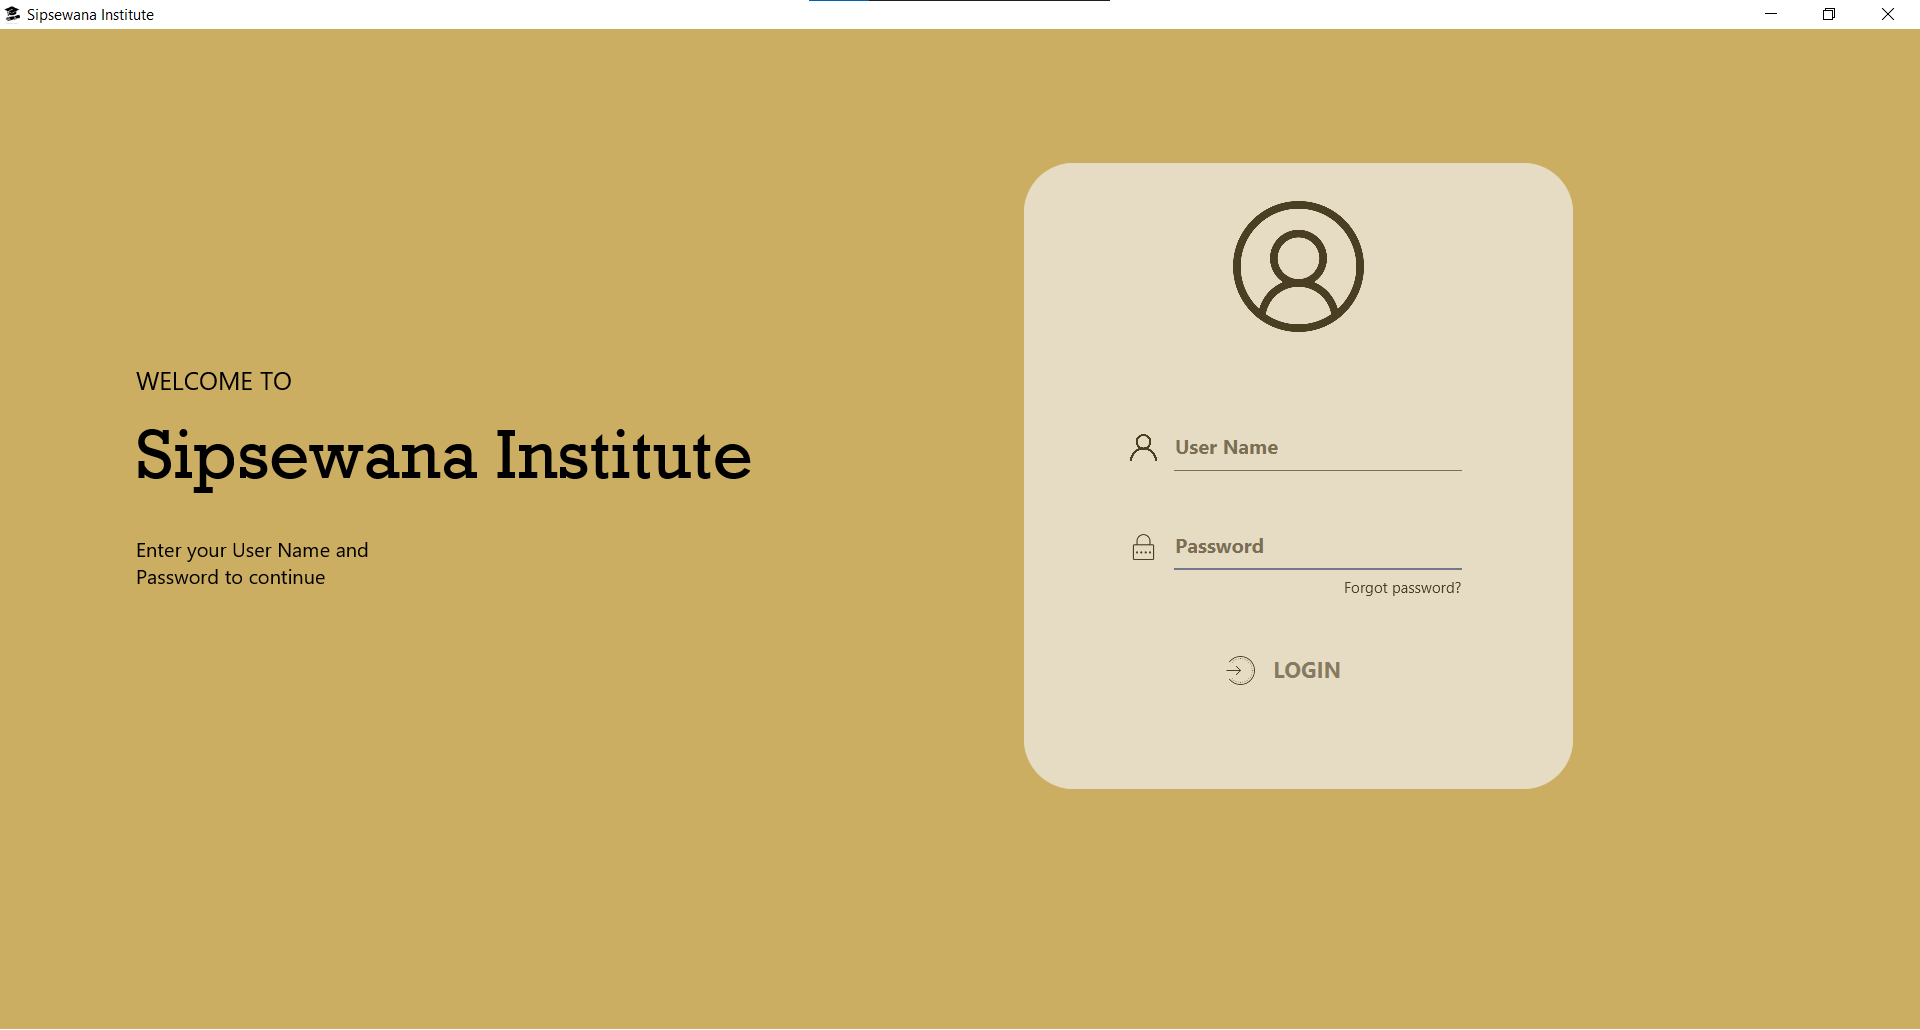 Sipsewana Institute
WELCOME TO
Sipsewana Institute
Enter your User Name and
Password to continue
User Name
Password
Forgot password?
LOGIN